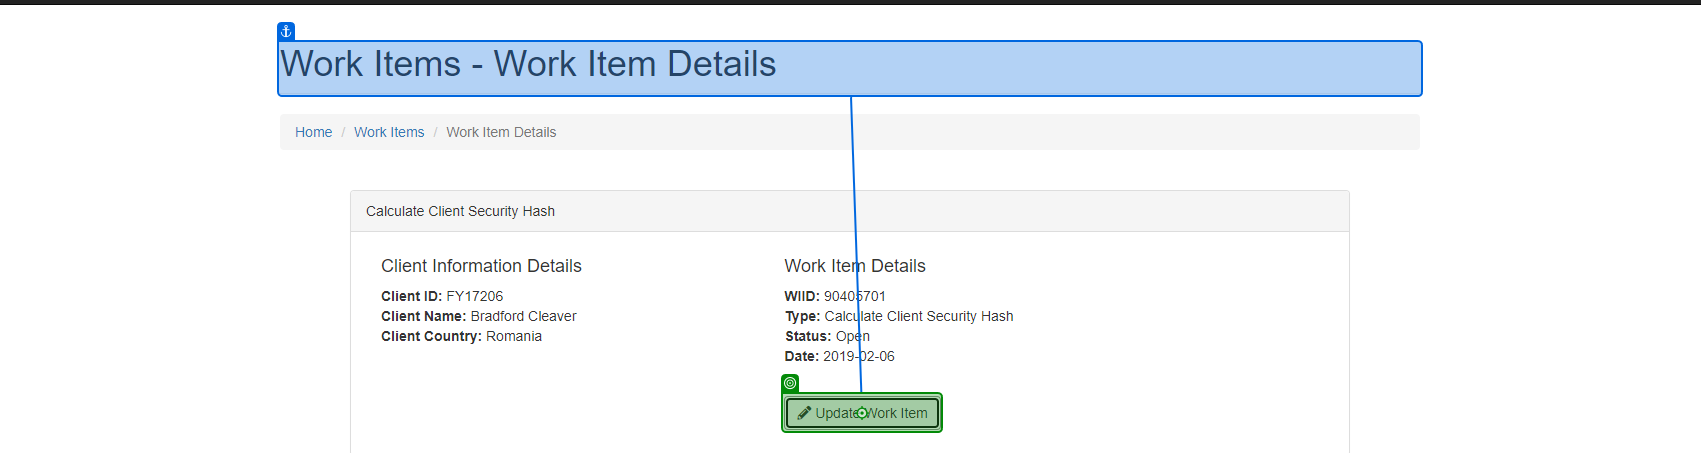 Work Items - Work Item Details
Home / Work Items / Work Item Details
Calculate Client Security Hash
Client Information Details
Client ID: FY17206
Client Name: Bradford Cleaver
Client Country: Romania
Work Item Details
WIID: 90405701
Type: Calculate Client Security Hash
Status: Open
Date: 2019-02-06
Update Work Item